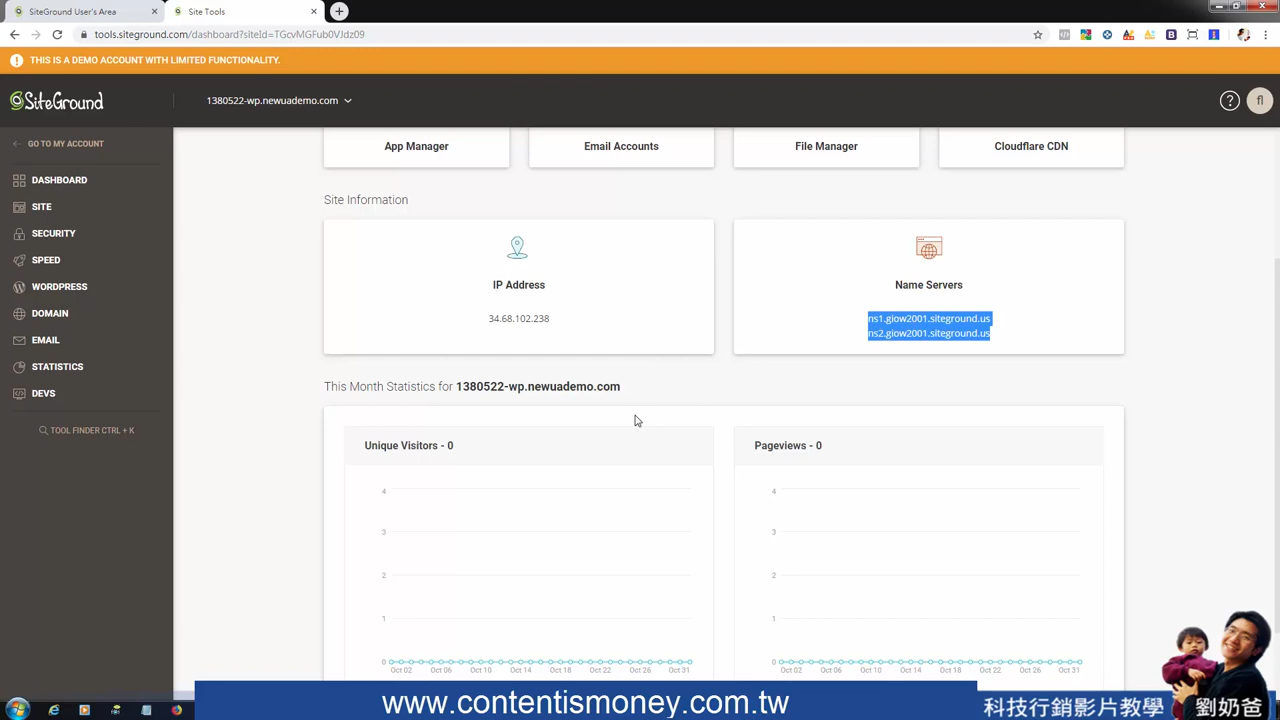 SiteGround User's Area
Site Tools
tools.siteground.com/dashboard?siteId=TGcvMGFub0VJdz09
THIS IS A DEMO ACCOUNT WITH LIMITED FUNCTIONALITY.
SiteGround
1380522-wp.newuademo.com
fl
GO TO MY ACCOUNT
DASHBOARD
SITE
SECURITY
SPEED
WORDPRESS
DOMAIN
EMAIL
STATISTICS
DEVS
TOOL FINDER CTRL + K
App Manager
Email Accounts
File Manager
Cloudflare CDN
Site Information
IP Address
34.68.102.238
Name Servers
ns1.giow2001.siteground.us
ns2.giow2001.siteground.us
This Month Statistics for 1380522-wp.newuademo.com
Unique Visitors - 0
4
3
2
1
0
Oct 02 Oct 06 Oct 10 Oct 14 Oct 18 Oct 22 Oct 26 Oct 31
Pageviews - 0
4
3
2
1
0
Oct 02 Oct 06 Oct 10 Oct 14 Oct 18 Oct 22 Oct 26 Oct 31
www.contentismoney.com.tw
科技行銷影片教學
劉奶爸